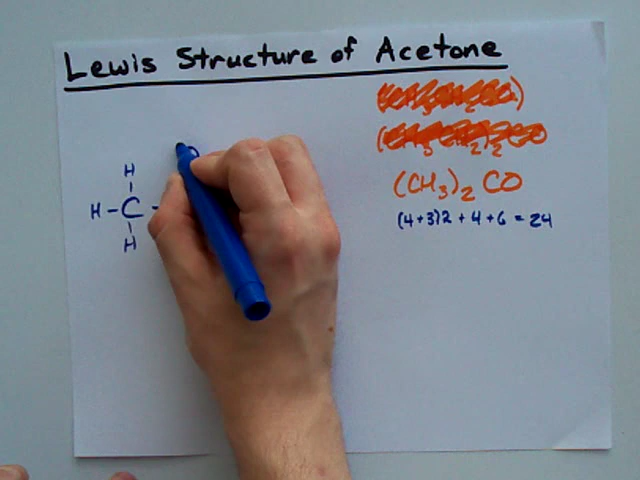 Lewis Structure of Acetone
(CH3)2 CO
(4+3)2 + 4 + 6 = 24
H
H - C -
H